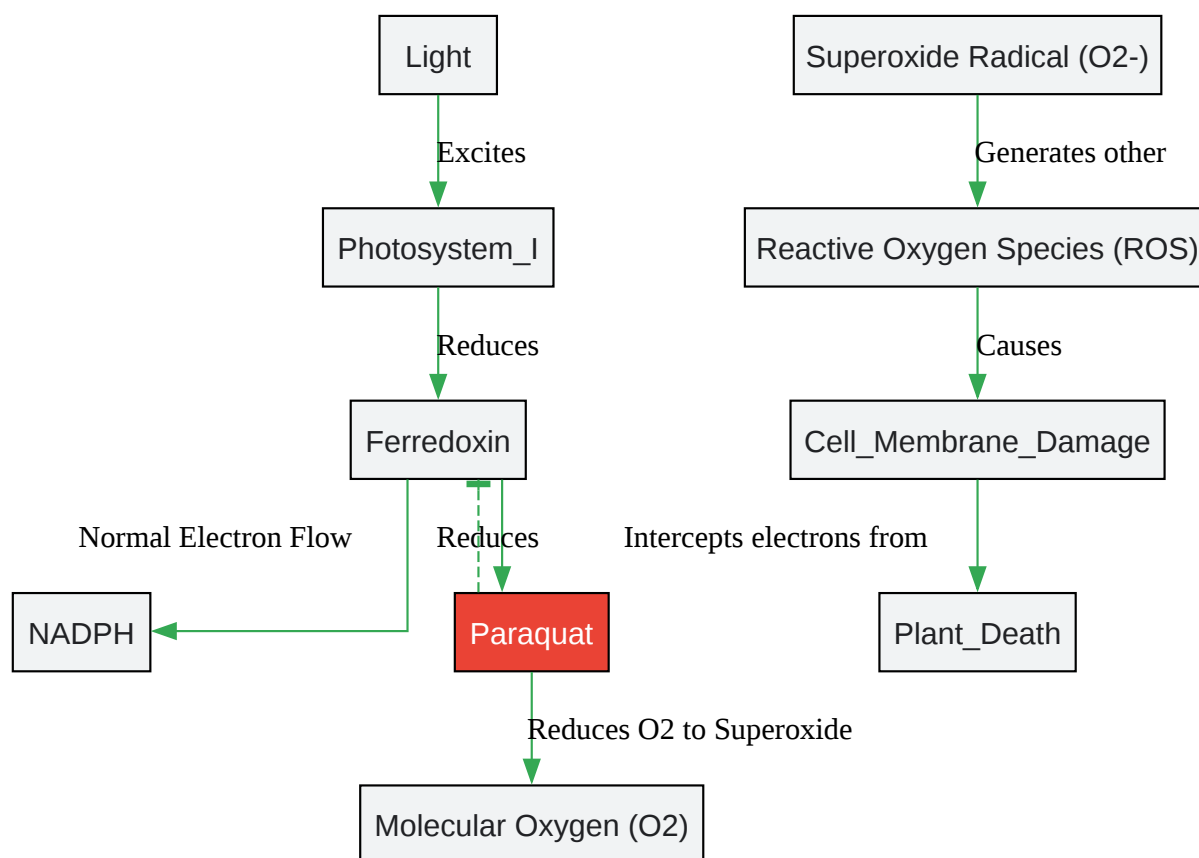 Light
Superoxide Radical (O2-)
Excites
Generates other
Photosystem_I
Reactive Oxygen Species (ROS)
Reduces
Causes
Ferredoxin
Cell_Membrane_Damage
Normal Electron Flow
Reduces
Intercepts electrons from
NADPH
Paraquat
Plant_Death
Reduces O2 to Superoxide
Molecular Oxygen (O2)